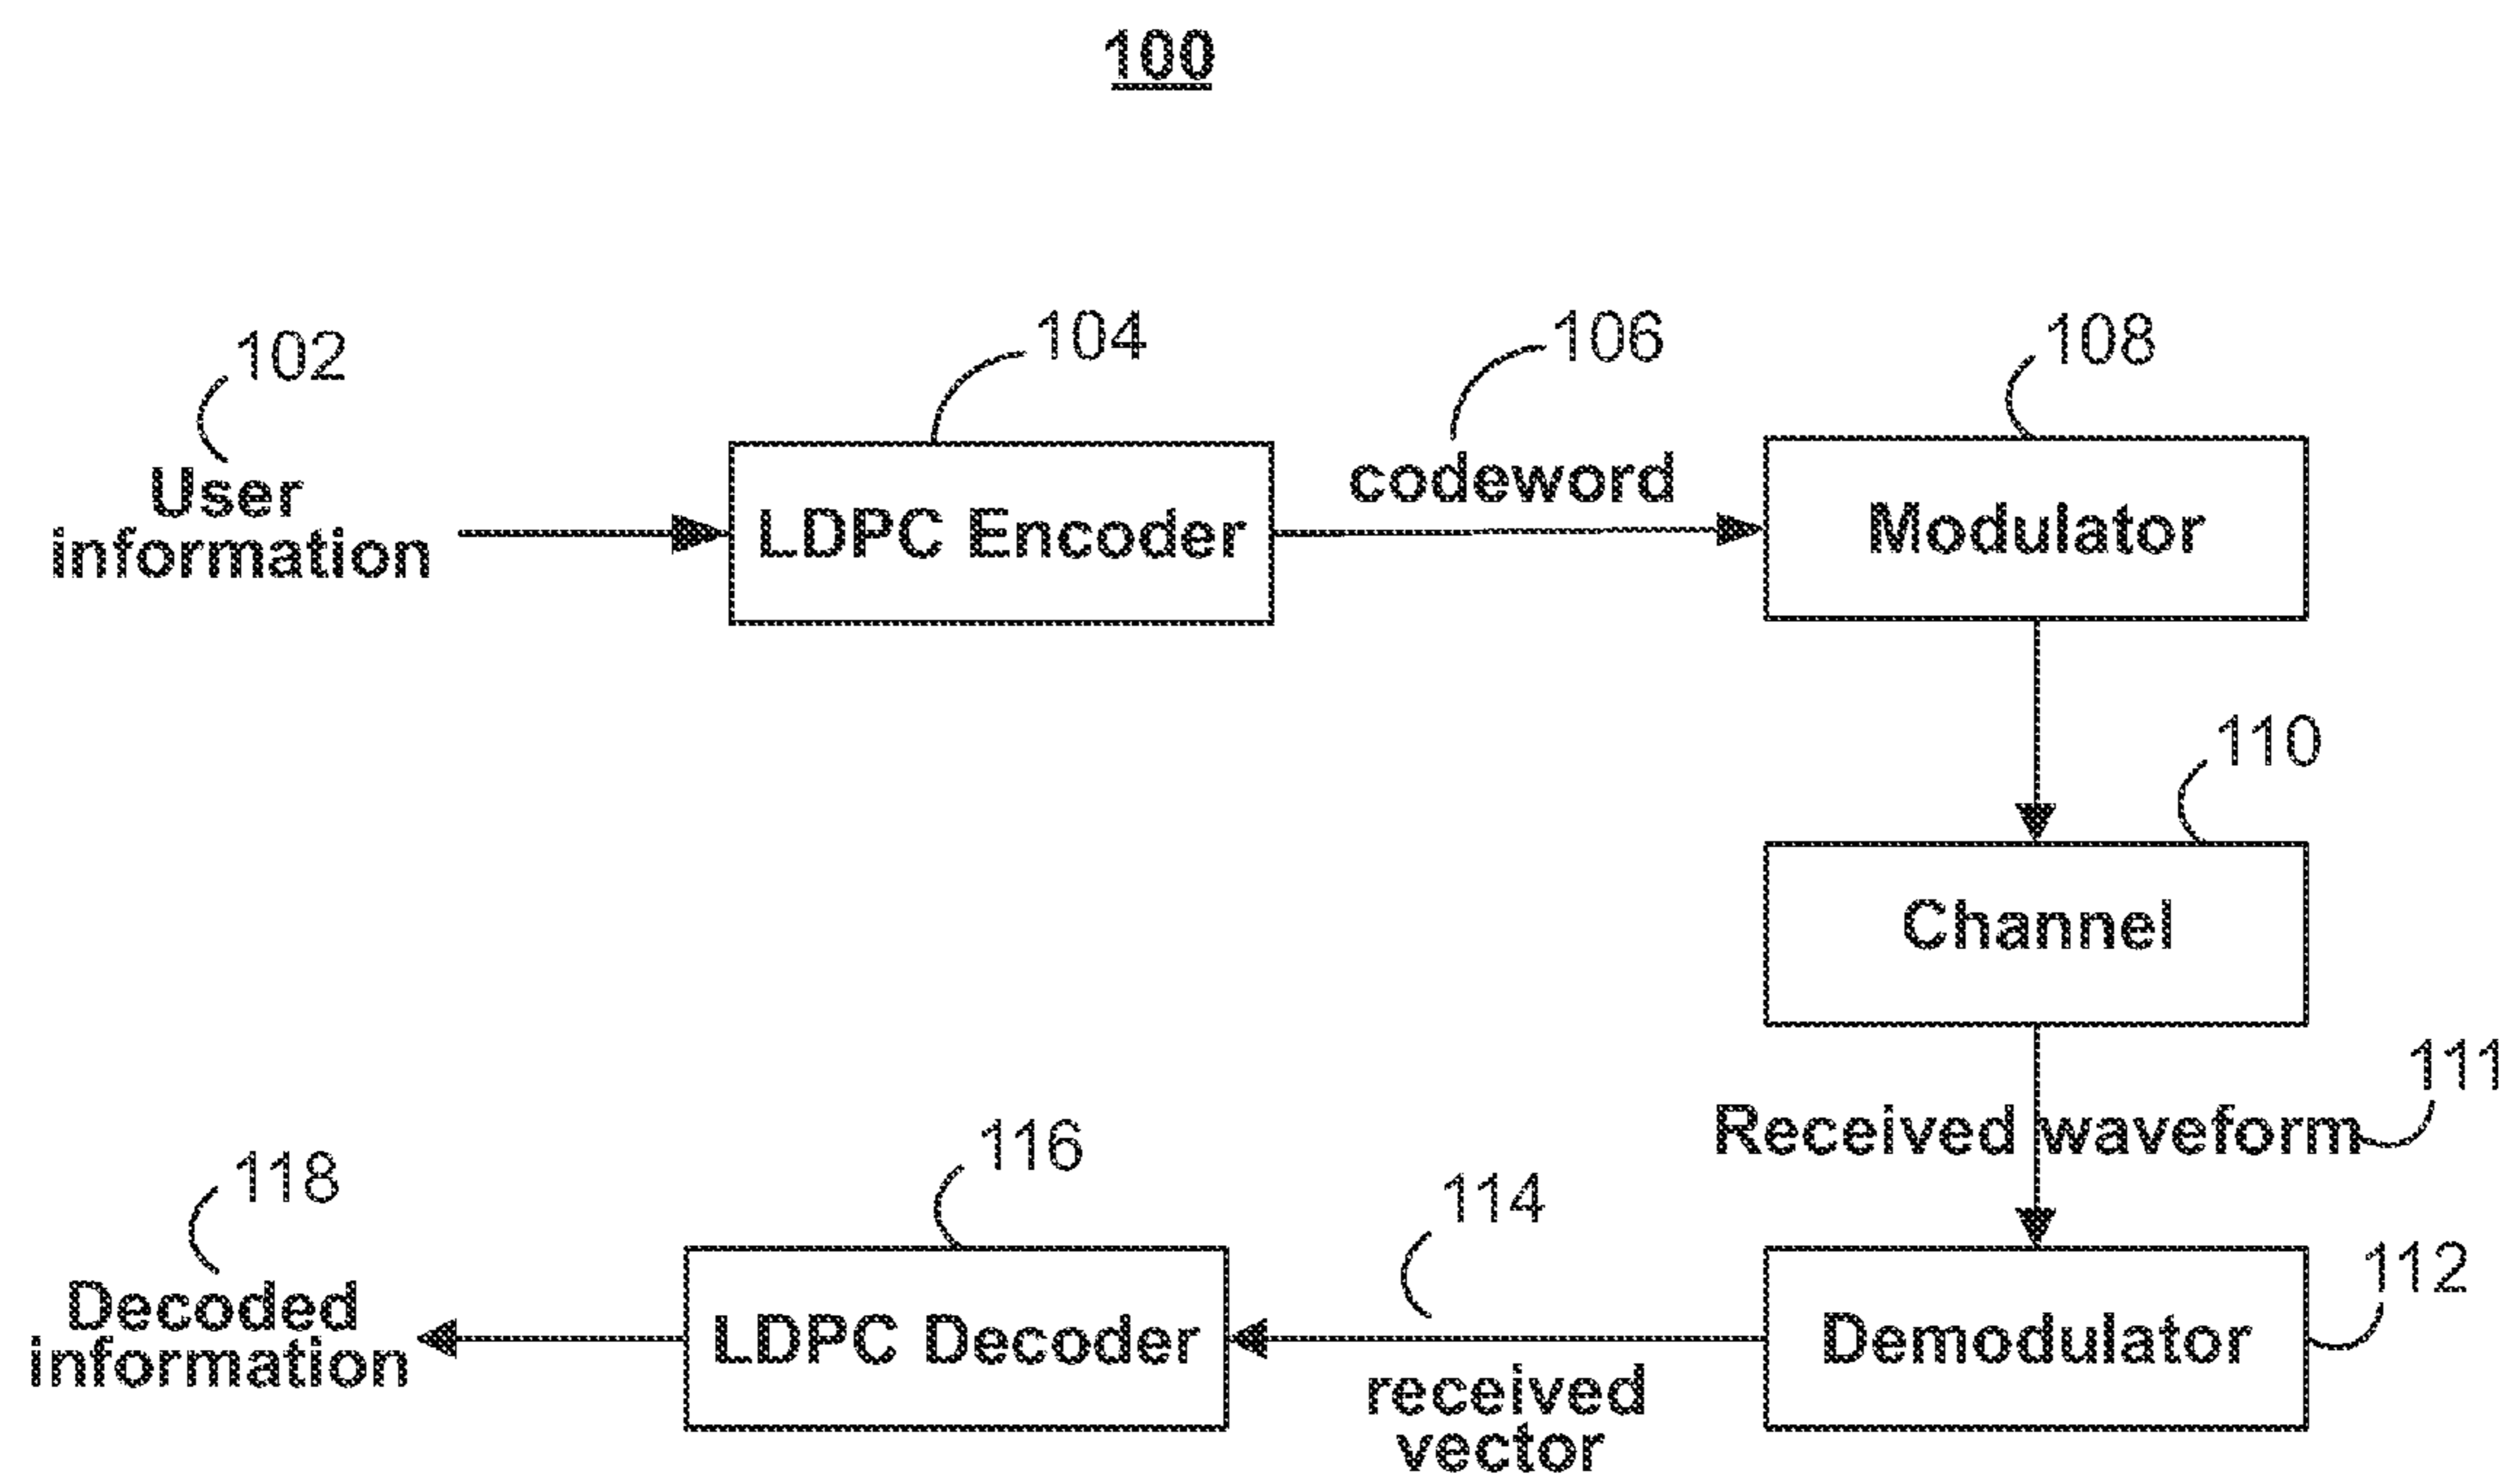 100
102
User
information
104
LDPC Encoder
106
codeword
108
Modulator
110
Channel
111
Received waveform
112
Demodulator
114
received
vector
116
LDPC Decoder
118
Decoded
information